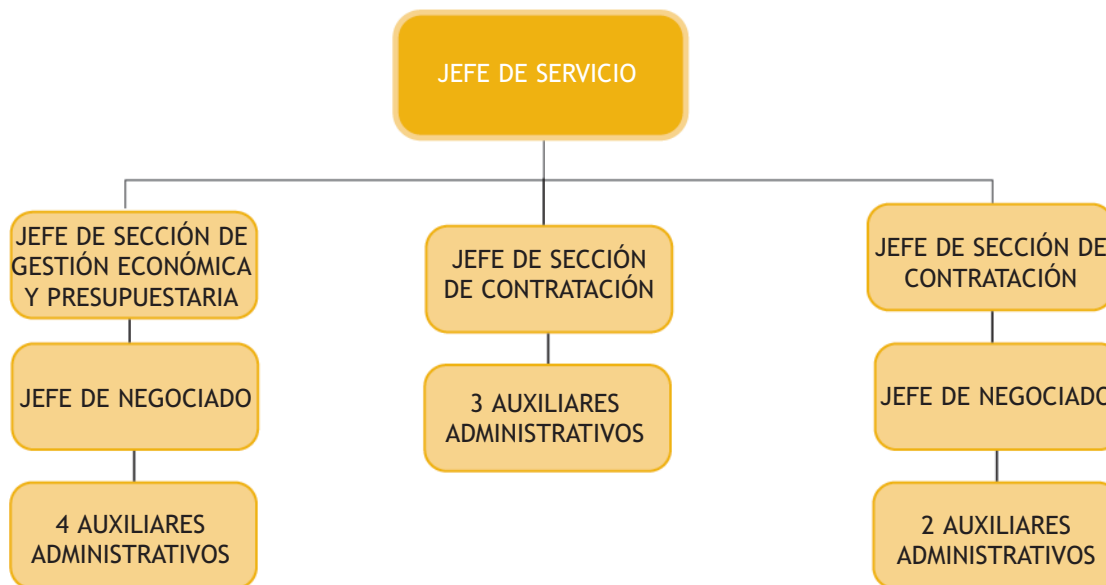 JEFE DE SERVICIO
JEFE DE SECCIÓN DE
GESTIÓN ECONÓMICA
Y PRESUPUESTARIA
JEFE DE SECCIÓN
DE CONTRATACIÓN
JEFE DE SECCIÓN DE
CONTRATACIÓN
JEFE DE NEGOCIADO
3 AUXILIARES
ADMINISTRATIVOS
JEFE DE NEGOCIADO
4 AUXILIARES
ADMINISTRATIVOS
2 AUXILIARES
ADMINISTRATIVOS